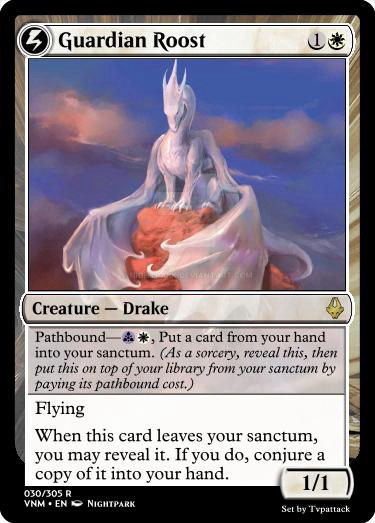 Guardian Roost 1
Creature — Drake
Pathbound—, Put a card from your hand
into your sanctum. (As a sorcery, reveal this, then
put this on top of your library from your sanctum by
paying its pathbound cost.)
Flying
When this card leaves your sanctum,
you may reveal it. If you do, conjure a
copy of it into your hand.
1/1
030/305 R
VNM • EN Nightpark
Set by Tvpattack